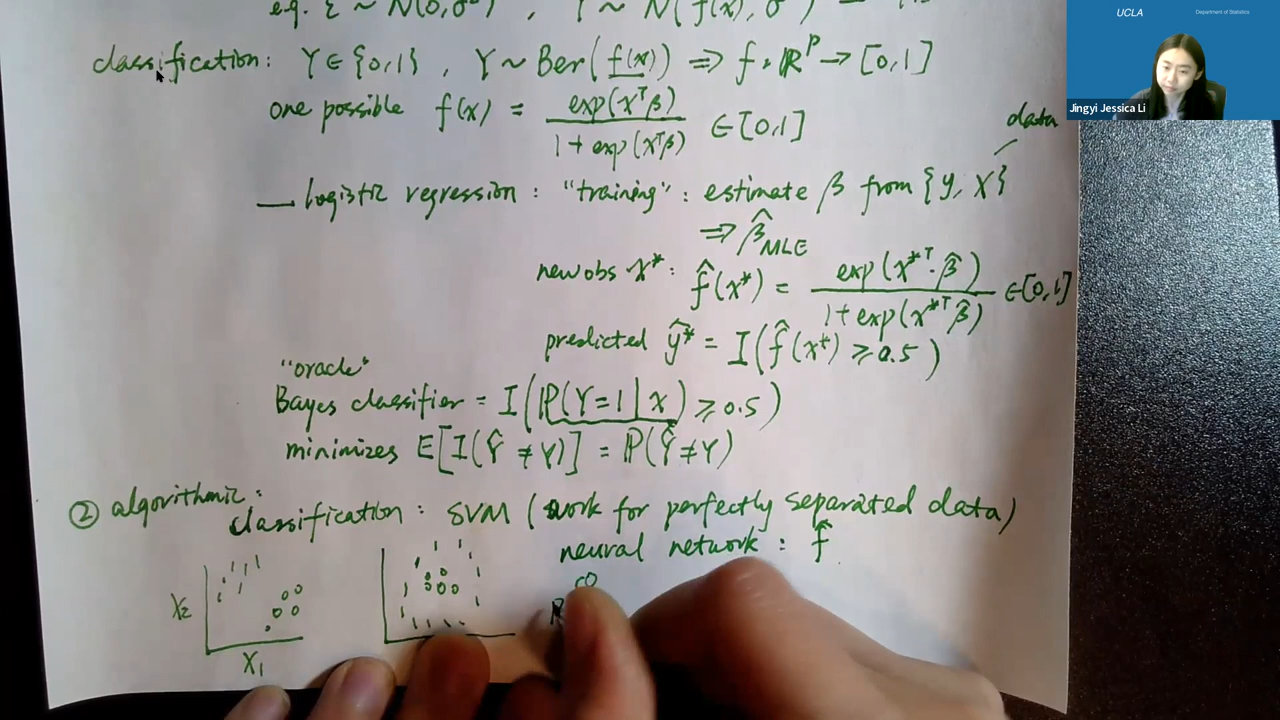 e.g. ε ~ N(0, σ²) , Y ~ N(f(x), σ²)
classification: Y ∈ {0,1} , Y ~ Ber(f(x)) ⇒ f: ℝᵖ → [0,1]
one possible f(x) = exp(xᵀβ) / 1 + exp(xᵀβ) ∈ [0,1]
data
— logistic regression: "training": estimate β from {y, X}
⇒ β̂ MLE
new obs x*: f̂(x*) = exp(x*ᵀ·β̂) / 1 + exp(x*ᵀβ̂) ∈ [0,1]
predicted ŷ* = I(f̂(x*) ≥ 0.5)
"oracle"
Bayes classifier = I(ℙ(Y=1 | x) ≥ 0.5)
minimizes E[I(Ŷ ≠ Y)] = ℙ(Ŷ ≠ Y)
② algorithmic:
classification: SVM (work for perfectly separated data)
neural network: f̂
X₂
X₁
UCLA
Department of Statistics
Jingyi Jessica Li